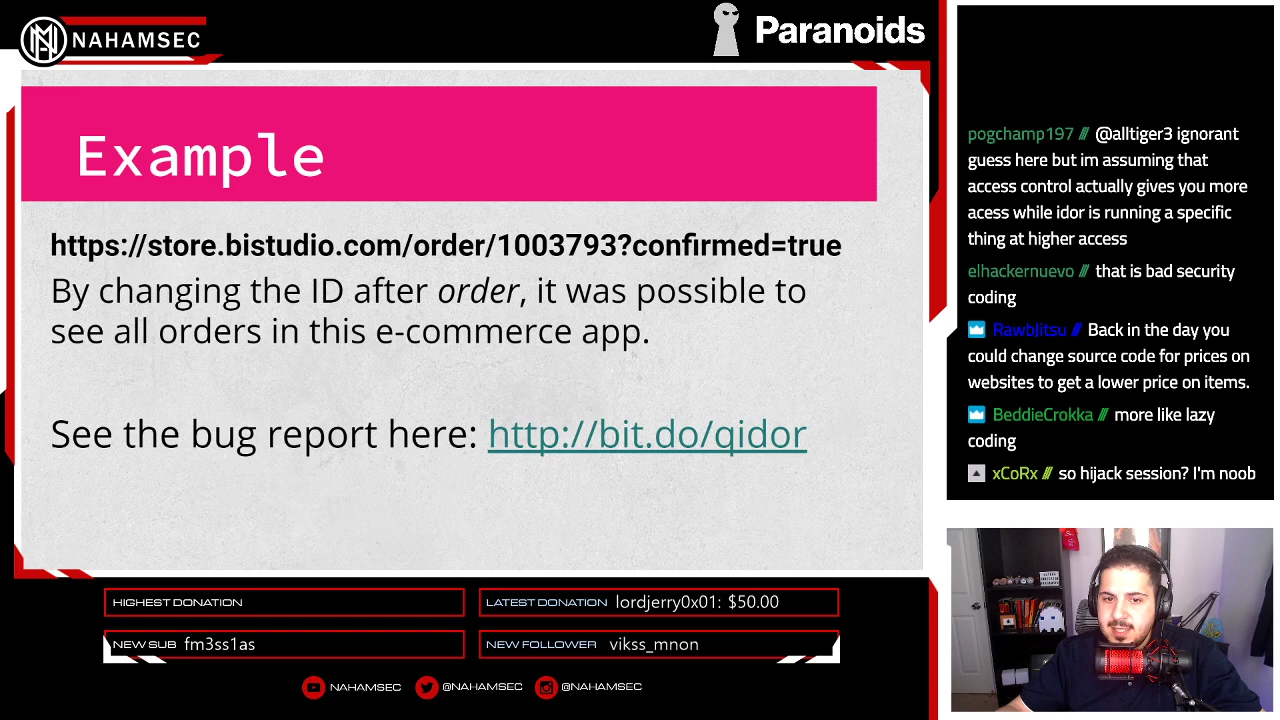 NAHAMSEC
Paranoids
Example
https://store.bistudio.com/order/1003793?confirmed=true
By changing the ID after order, it was possible to
see all orders in this e-commerce app.
See the bug report here: http://bit.do/qidor
pogchamp197 /// @alltiger3 ignorant
guess here but im assuming that
access control actually gives you more
acess while idor is running a specific
thing at higher access
elhackernuevo /// that is bad security
coding
RawbJitsu /// Back in the day you
could change source code for prices on
websites to get a lower price on items.
BeddieCrokka /// more like lazy
coding
xCoRx /// so hijack session? I'm noob
HIGHEST DONATION
LATEST DONATION lordjerry0x01: $50.00
NEW SUB fm3ss1as
NEW FOLLOWER vikss_mnon
NAHAMSEC @NAHAMSEC @NAHAMSEC